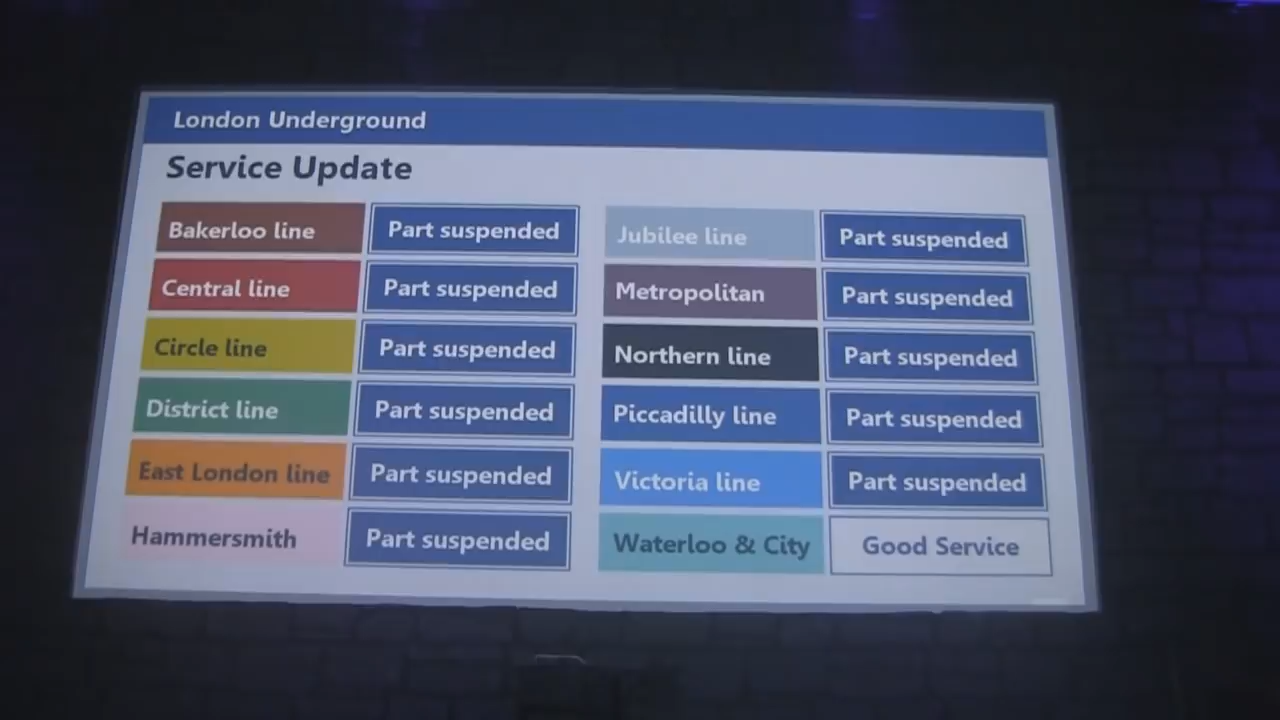 London Underground
Service Update
Bakerloo line Part suspended
Central line Part suspended
Circle line Part suspended
District line Part suspended
East London line Part suspended
Hammersmith Part suspended
Jubilee line Part suspended
Metropolitan Part suspended
Northern line Part suspended
Piccadilly line Part suspended
Victoria line Part suspended
Waterloo & City Good Service